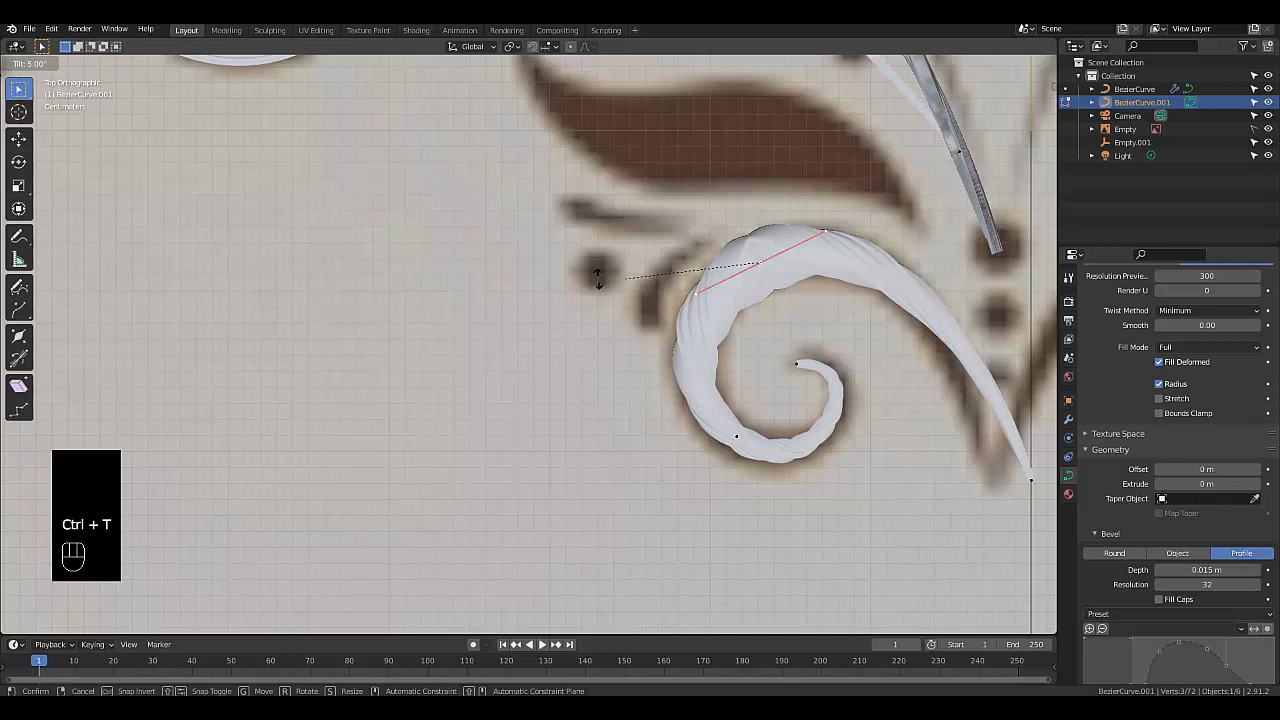 File Edit Render Window Help Layout Modeling Sculpting UV Editing Texture Paint Shading Animation Rendering Compositing Scripting Scene View Layer
Global
Tilt: 5.00°
Top Orthographic
(1) BezierCurve.001
Centimeters
Scene Collection
Collection
BezierCurve
BezierCurve.001
Camera
Empty
Empty.001
Light
Resolution Previe... 300
Render U 0
Twist Method Minimum
Smooth 0.00
Fill Mode Full
Fill Deformed
Radius
Stretch
Bounds Clamp
Texture Space
Geometry
Offset 0 m
Extrude 0 m
Taper Object
Map Taper
Bevel
Round Object Profile
Depth 0.015 m
Resolution 32
Fill Caps
Preset
Ctrl + T
Playback Keying View Marker 1 Start 1 End 250
1 10 20 30 40 50 60 70 80 90 100 110 120 130 140 150 160 170 180 190 200 210 220 230 240 250
Confirm Cancel Snap Invert Snap Toggle G Move R Rotate S Resize Automatic Constraint Automatic Constraint Plane BezierCurve.001 | Verts:3/72 | Objects:1/6 | 2.91.2